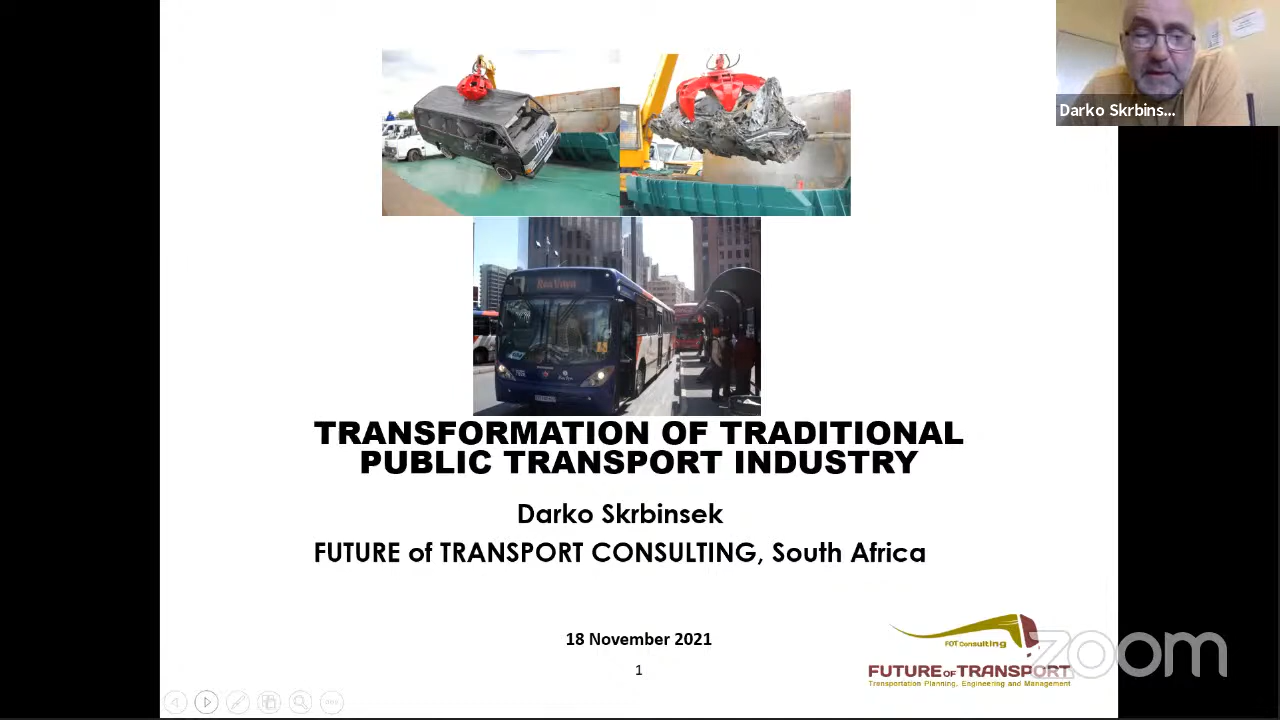 Darko Skrbins...
Rea Vaya
TRANSFORMATION OF TRADITIONAL
PUBLIC TRANSPORT INDUSTRY
Darko Skrbinsek
FUTURE of TRANSPORT CONSULTING, South Africa
18 November 2021
1
FOT Consulting
FUTURE OF TRANSPORT
Transportation Planning, Engineering and Management
zoom